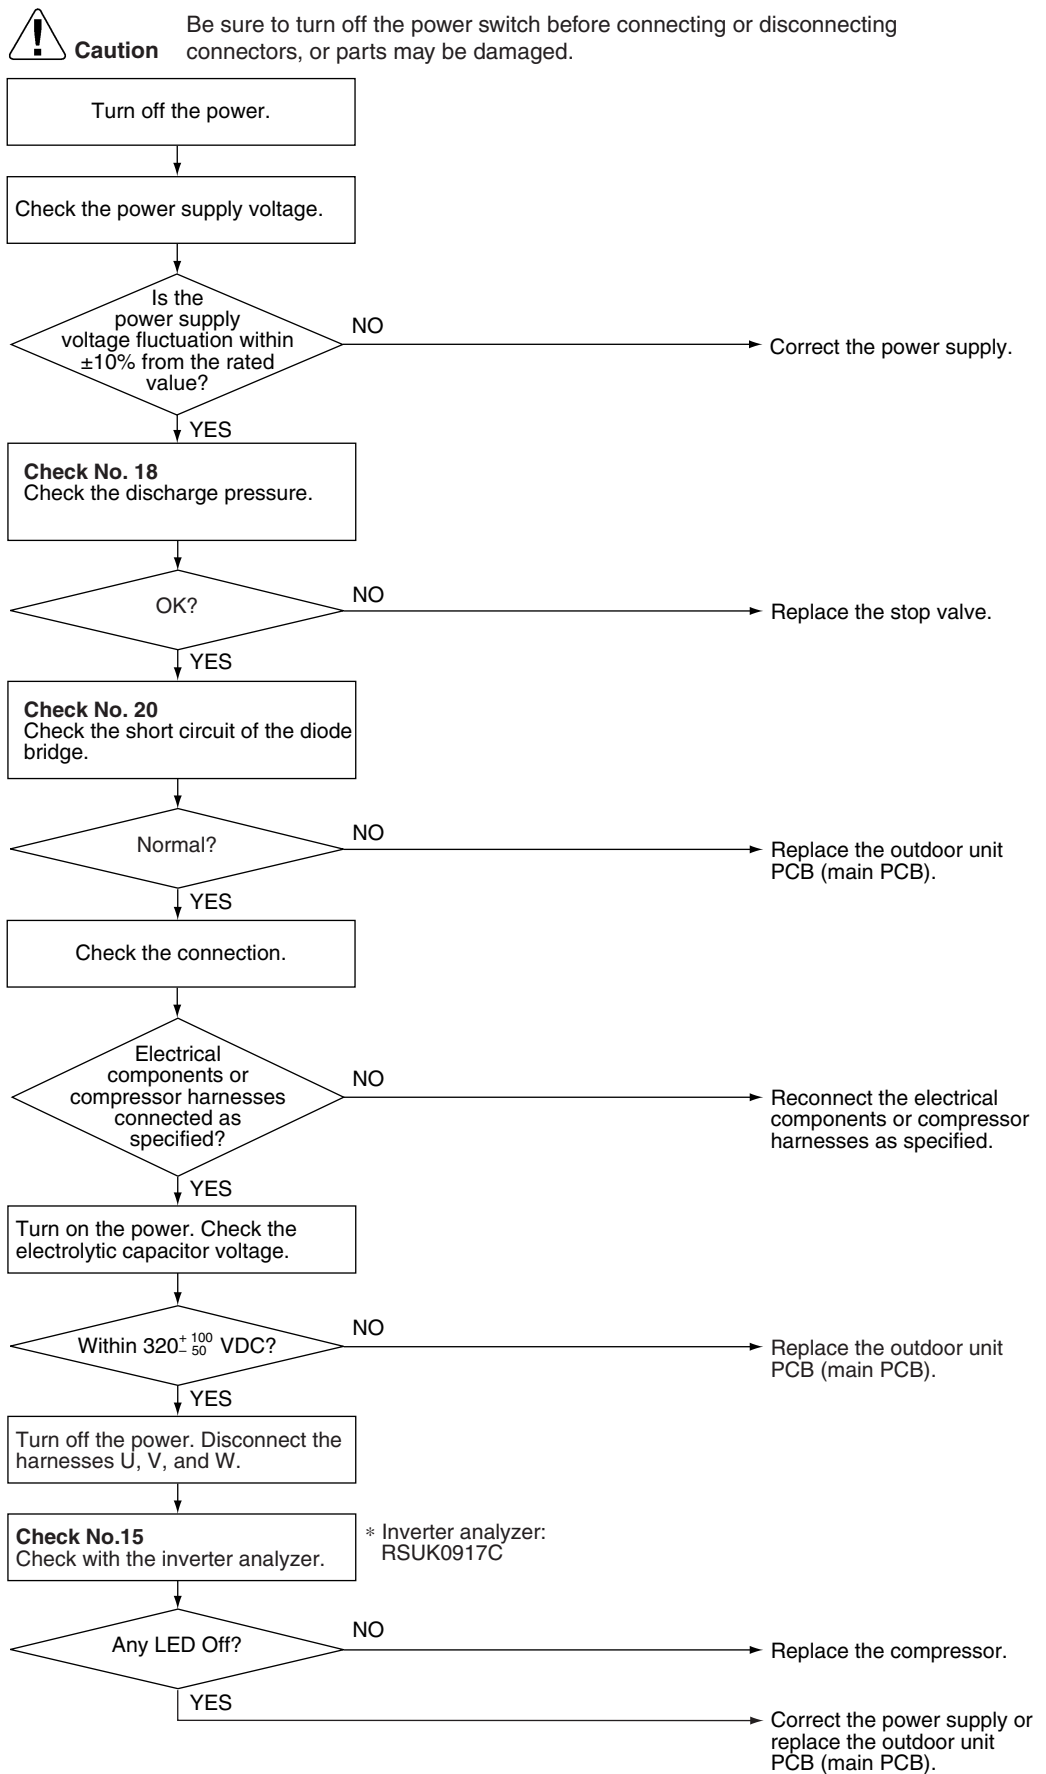 Be sure to turn off the power switch before connecting or disconnecting
Caution connectors, or parts may be damaged.
Turn off the power.
Check the power supply voltage.
Is the
power supply
voltage fluctuation within
±10% from the rated
value?
NO
Correct the power supply.
YES
Check No. 18
Check the discharge pressure.
OK?
NO
Replace the stop valve.
YES
Check No. 20
Check the short circuit of the diode
bridge.
Normal?
NO
Replace the outdoor unit
PCB (main PCB).
YES
Check the connection.
Electrical
components or
compressor harnesses
connected as
specified?
NO
Reconnect the electrical
components or compressor
harnesses as specified.
YES
Turn on the power. Check the
electrolytic capacitor voltage.
Within 320 + 100 − 50 VDC?
NO
Replace the outdoor unit
PCB (main PCB).
YES
Turn off the power. Disconnect the
harnesses U, V, and W.
Check No.15
Check with the inverter analyzer.
* Inverter analyzer:
RSUK0917C
Any LED Off?
NO
Replace the compressor.
YES
Correct the power supply or
replace the outdoor unit
PCB (main PCB).